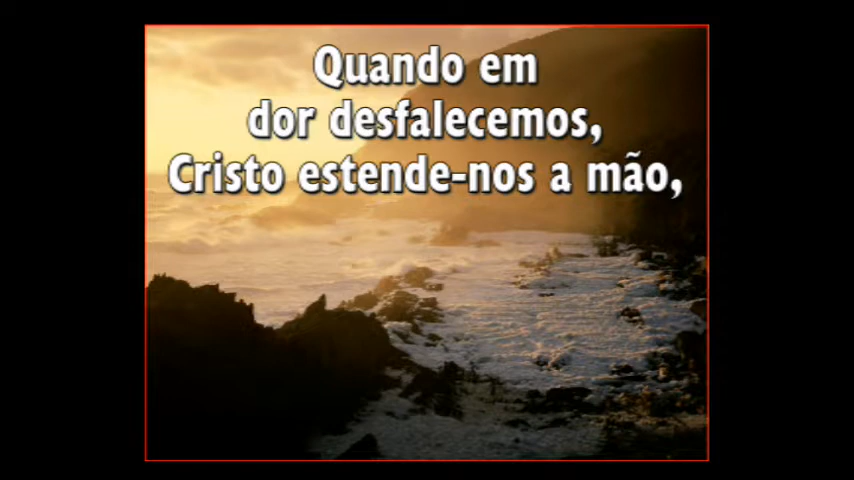 Quando em
dor desfalecemos,
Cristo estende-nos a mão,